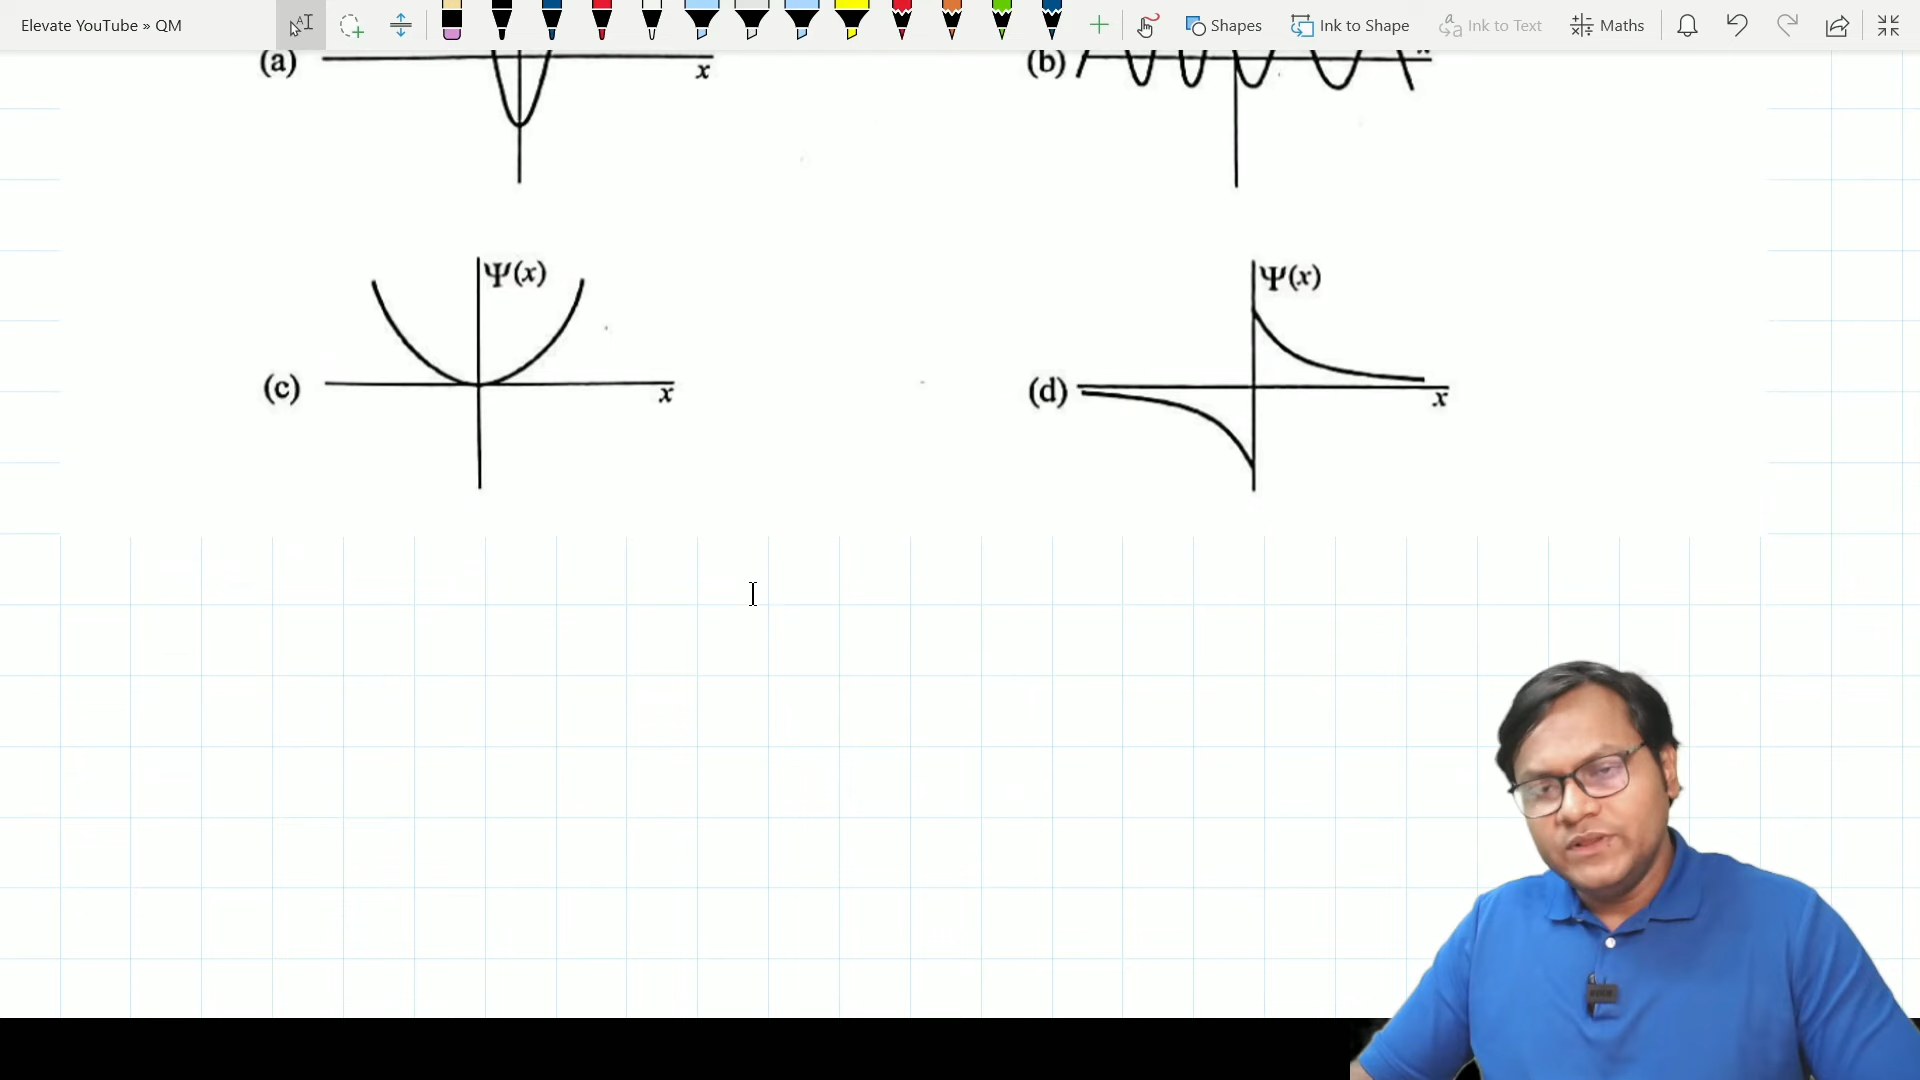 Elevate YouTube » QM
Shapes
Ink to Shape
Ink to Text
Maths
(a)
x
(b)
Ψ(x)
(c)
x
Ψ(x)
(d)
x